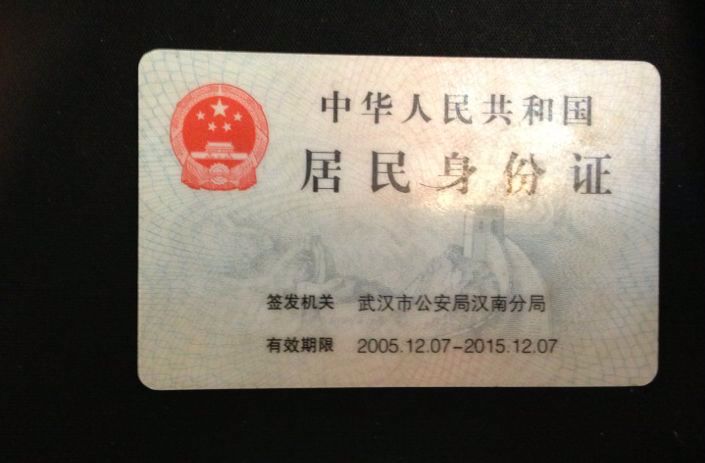 中华人民共和国
居民身份证
签发机关 武汉市公安局汉南分局
有效期限 2005.12.07-2015.12.07